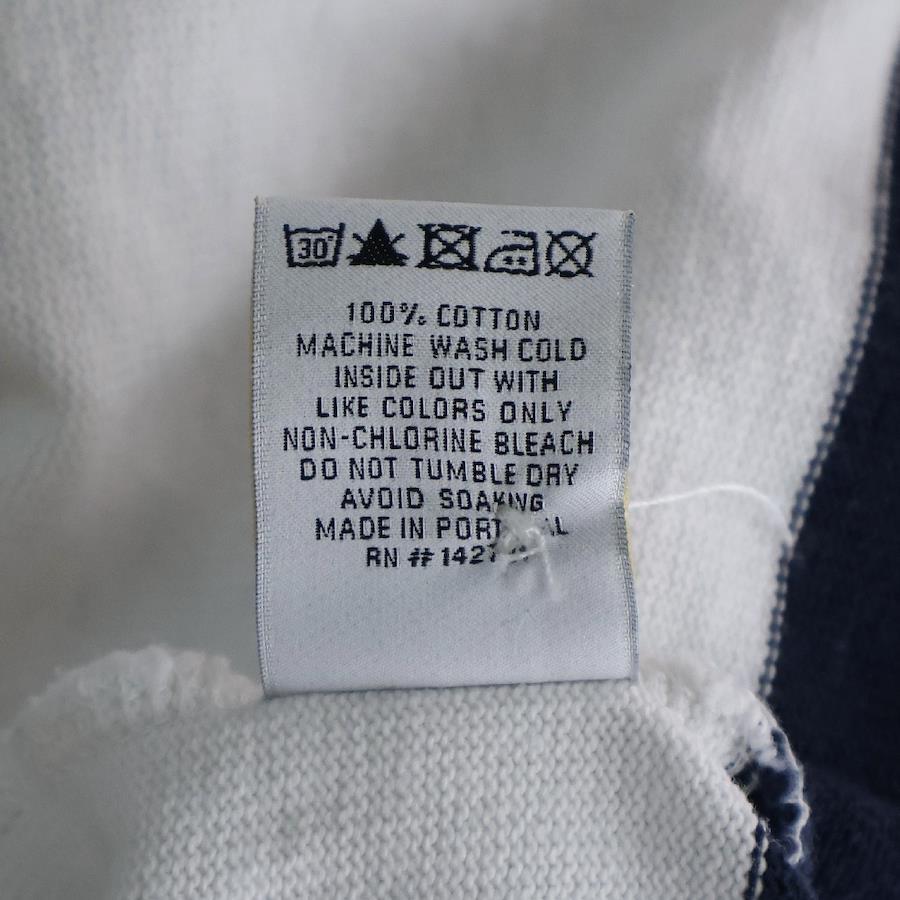 30°
100% COTTON
MACHINE WASH COLD
INSIDE OUT WITH
LIKE COLORS ONLY
NON-CHLORINE BLEACH
DO NOT TUMBLE DRY
AVOID SOAKING
MADE IN
RN